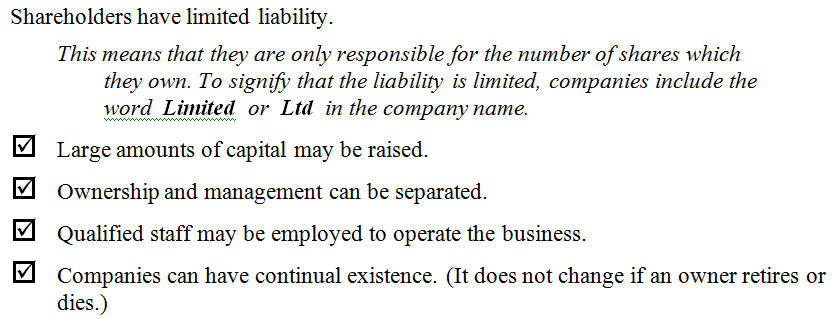 Shareholders have limited liability.
This means that they are only responsible for the number of shares which
they own. To signify that the liability is limited, companies include the
word Limited or Ltd in the company name.
Large amounts of capital may be raised.
Ownership and management can be separated.
Qualified staff may be employed to operate the business.
Companies can have continual existence. (It does not change if an owner retires or
dies.)